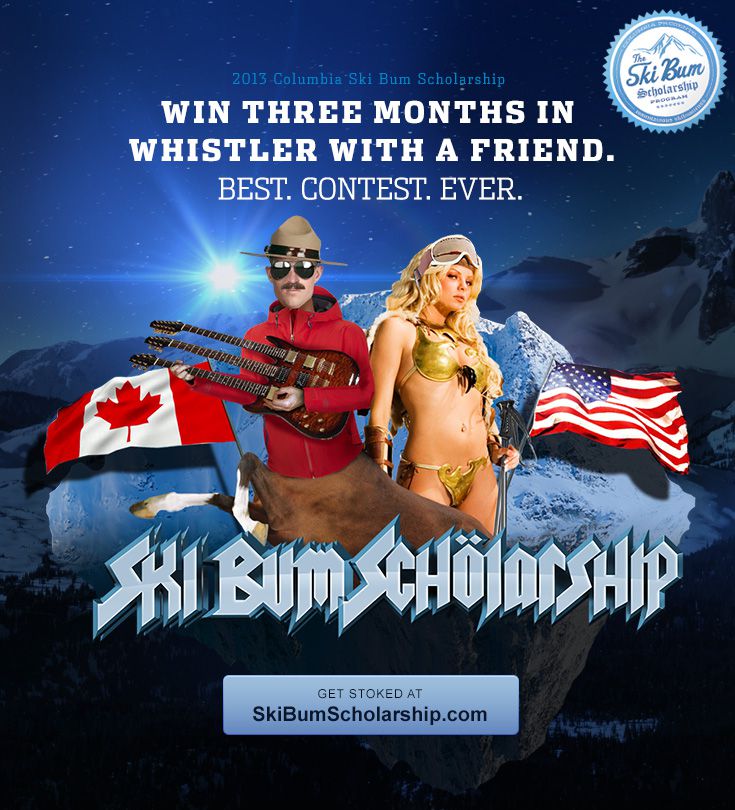 2013 Columbia Ski Bum Scholarship
WIN THREE MONTHS IN
WHISTLER WITH A FRIEND.
BEST. CONTEST. EVER.
The
Ski Bum
Scholarship
PROGRAM
SKI BUM SCHÖLARSHIP
GET STOKED AT
SkiBumScholarship.com